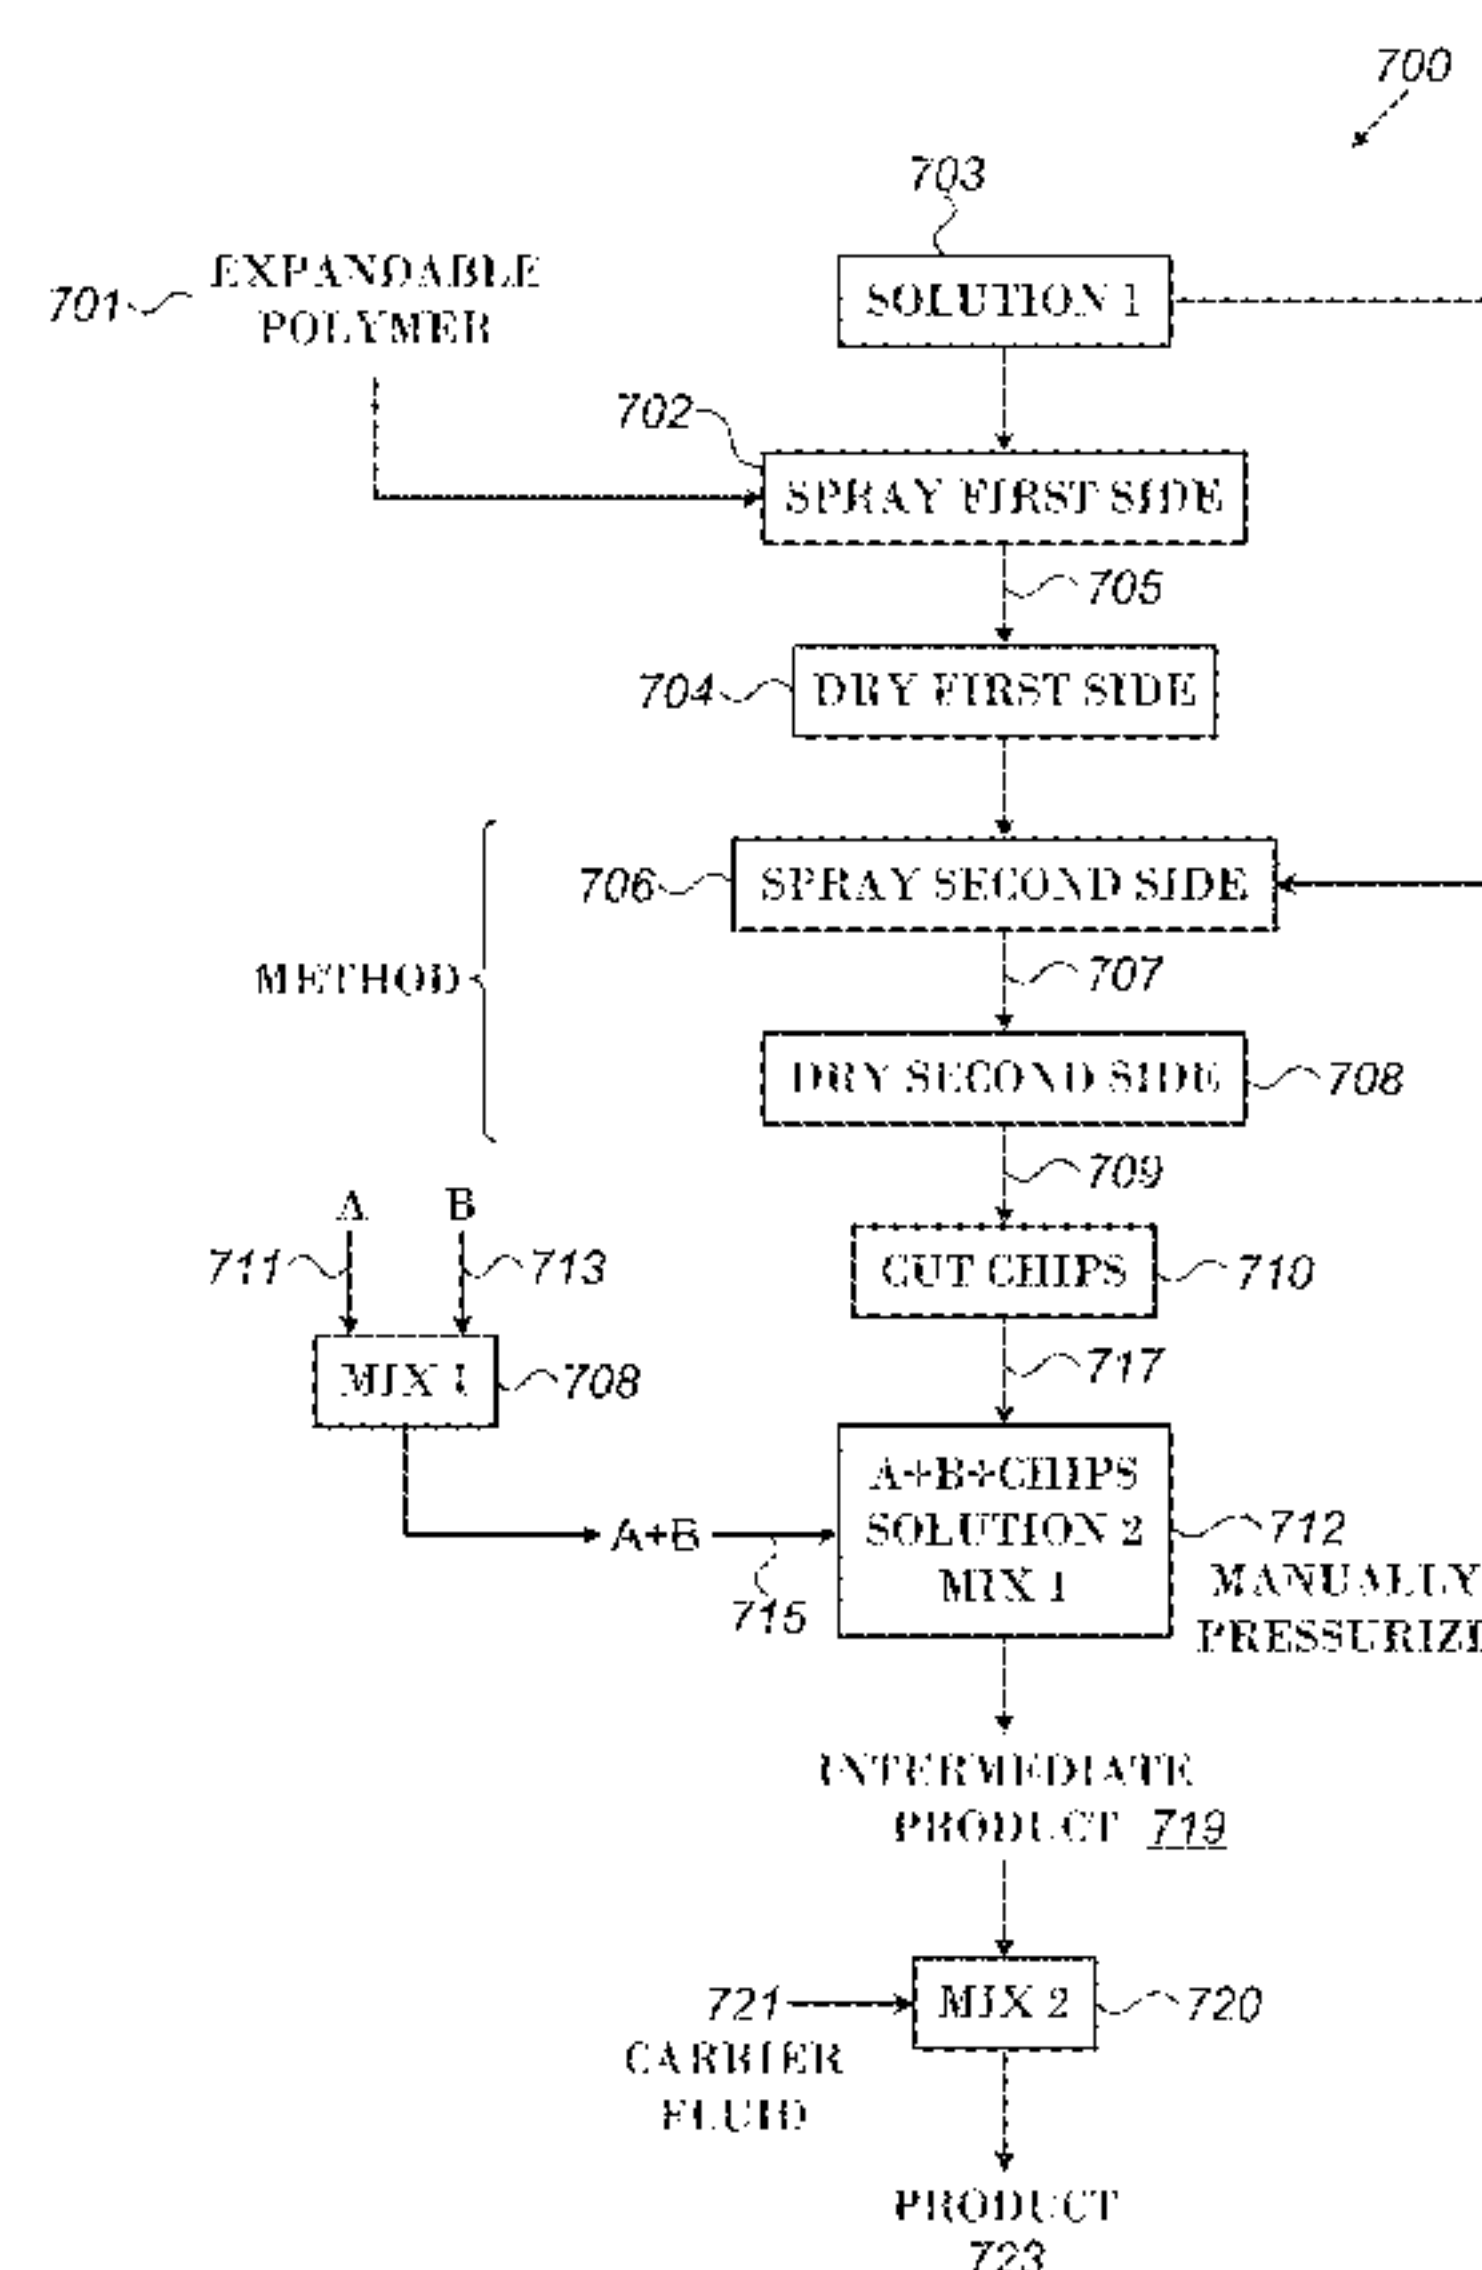 700
703
EXPANDABLE
701
POLYMER
SOLUTION 1
702
SPRAY FIRST SIDE
705
704
DRY FIRST SIDE
706
SPRAY SECOND SIDE
METHOD
707
DRY SECOND SIDE
708
709
A
B
711
713
CUT CHIPS
710
MIX 1
708
717
A+B+CHIPS
SOLUTION 2
MIX 1
A+B
715
712
MANUALLY
PRESSURIZE
INTERMEDIATE
PRODUCT 719
721
CARRIER
FLUID
MIX 2
720
PRODUCT
723